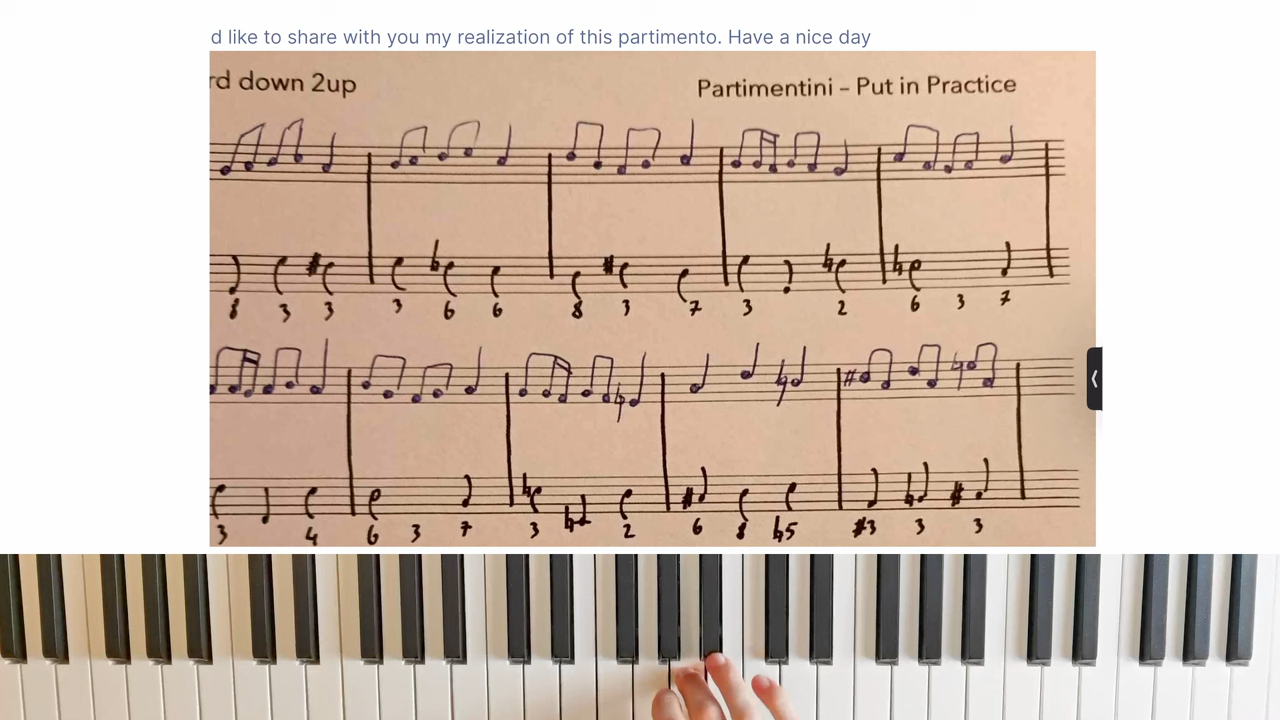 d like to share with you my realization of this partimento. Have a nice day
rd down 2up
Partimentini – Put in Practice
8 3 3 3 6 6 8 3 7 3 2 6 3 7
3 4 6 3 7 3 2 6 8 ♭5 #3 3 3